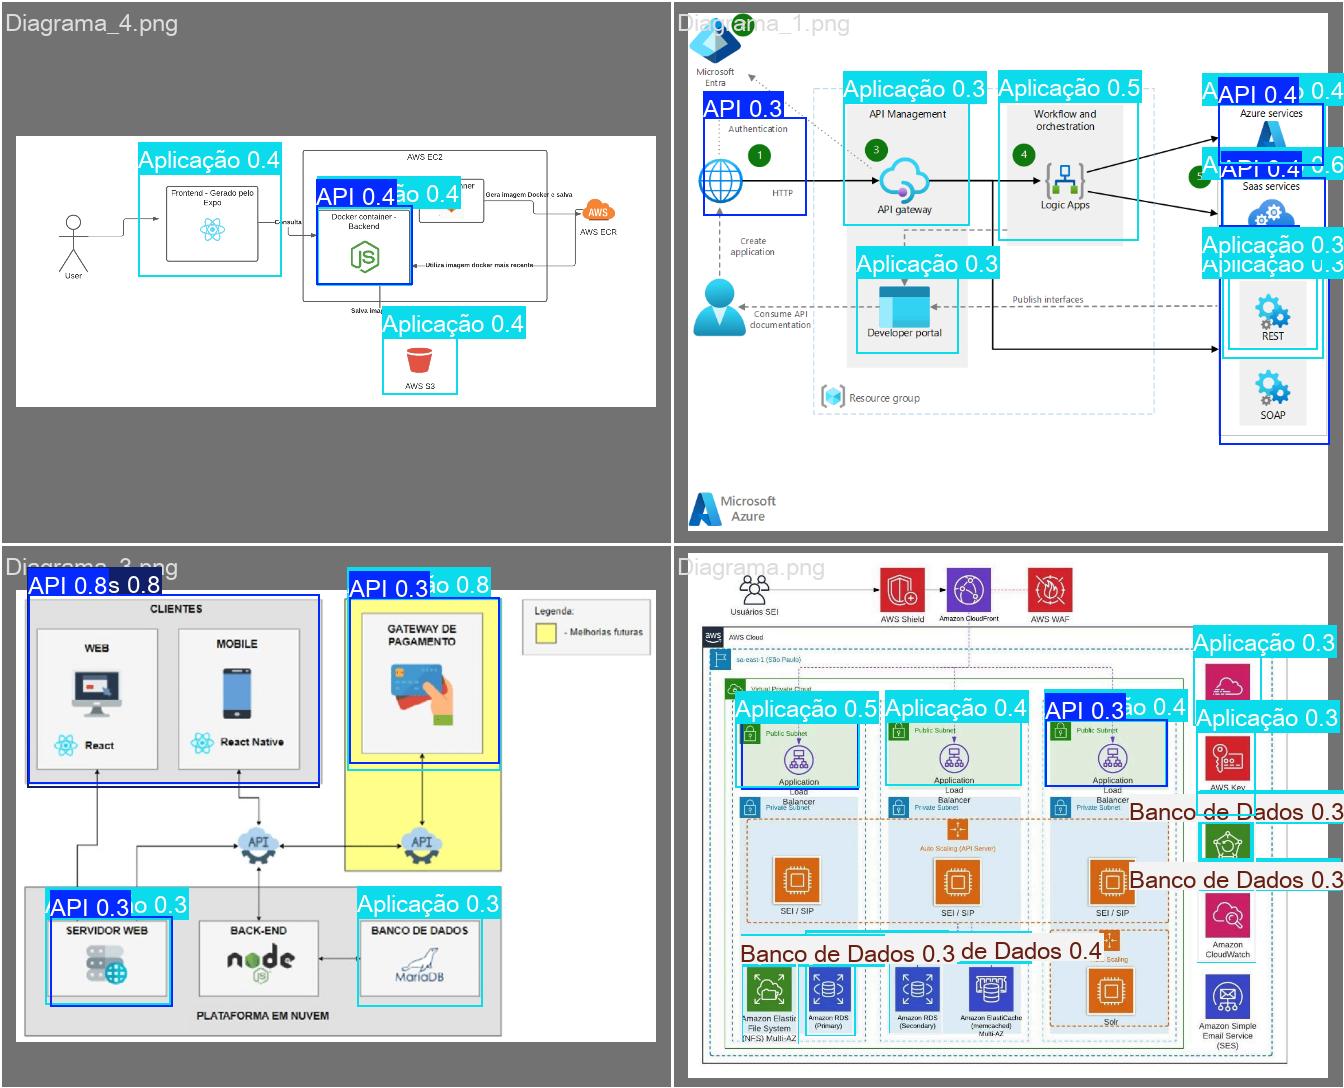 Diagrama_4.png
Aplicação 0.4
AWS EC2
Frontend - Gerado pelo
Expo
API 0.4
ão 0.4
Gera imagem Docker e salva
Consulta
Docker container -
Backend
JS
AWS
AWS ECR
User
Utiliza imagem docker mais recente
Salva
Aplicação 0.4
AWS S3
Diagrama_1.png
Microsoft
Entra
API 0.3
Authentication
1
HTTP
Aplicação 0.3
API Management
3
API gateway
Aplicação 0.5
Workflow and
orchestration
4
Logic Apps
API 0.4
0.4
Azure services
API 0.4
0.6
5
Saas services
Create
application
Aplicação 0.3
Aplicação 0.3
Aplicação 0.3
REST
Consume API
documentation
Developer portal
Publish interfaces
SOAP
Resource group
Microsoft
Azure
API 0.8
s 0.8
CLIENTES
WEB
React
MOBILE
React Native
API 0.3
ão 0.8
GATEWAY DE
PAGAMENTO
Legenda:
- Melhorias futuras
API
API
API 0.3
o 0.3
SERVIDOR WEB
BACK-END
node
JS
Aplicação 0.3
BANCO DE DADOS
MariaDB
PLATAFORMA EM NUVEM
Diagrama.png
Usuários SEI
AWS Shield
Amazon CloudFront
AWS WAF
aws
AWS Cloud
sa-east-1 (São Paulo)
Virtual Private Cloud
Aplicação 0.5
Public Subnet
Application
Load
Balancer
Aplicação 0.4
Public Subnet
Application
Load
Balancer
API 0.3
ão 0.4
Public Subnet
Application
Load
Balancer
Aplicação 0.3
Aplicação 0.3
AWS Key
Private Subnet
Private Subnet
Private Subnet
Banco de Dados 0.3
Auto Scaling (API Server)
Banco de Dados 0.3
SEI / SIP
SEI / SIP
SEI / SIP
Amazon
CloudWatch
Banco de Dados 0.3
de Dados 0.4
Scaling
Amazon Elastic
File System
(NFS) Multi-AZ
Amazon RDS
(Primary)
Amazon RDS
(Secondary)
Amazon ElastiCache
(memcached)
Multi-AZ
Solr
Amazon Simple
Email Service
(SES)